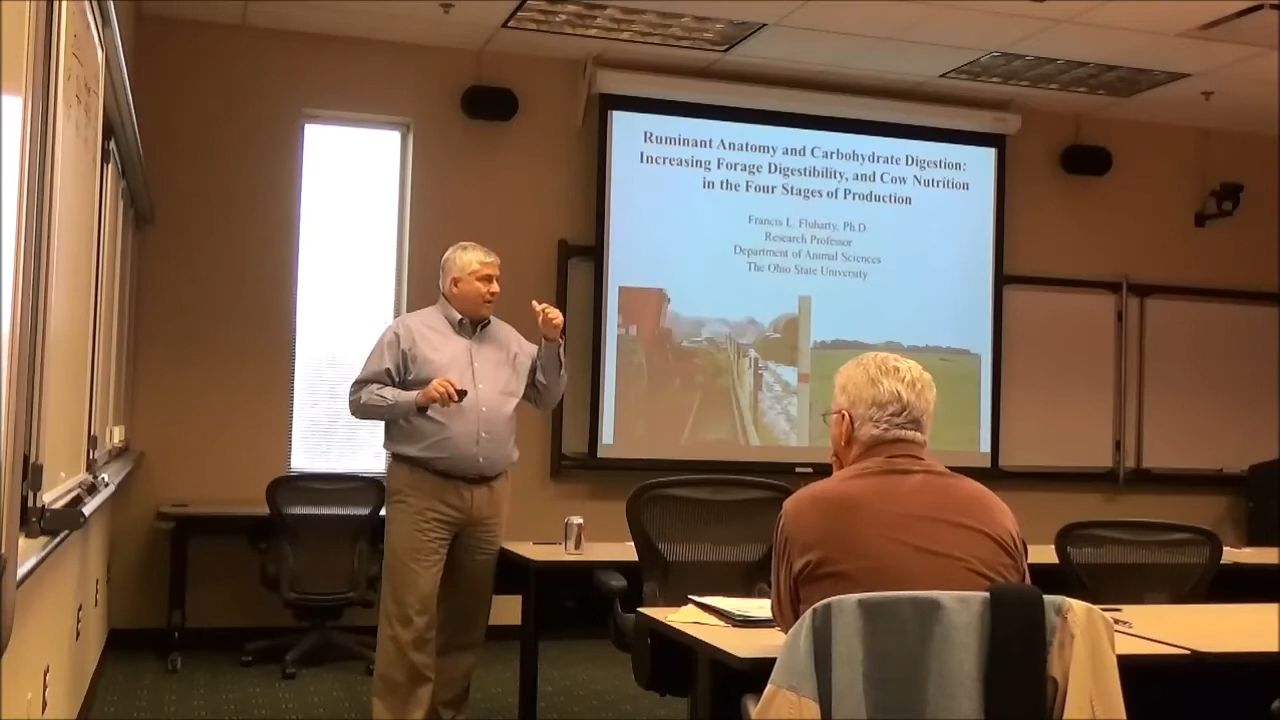 Ruminant Anatomy and Carbohydrate Digestion:
Increasing Forage Digestibility, and Cow Nutrition
in the Four Stages of Production
Francis L. Fluharty, Ph.D.
Research Professor
Department of Animal Sciences
The Ohio State University